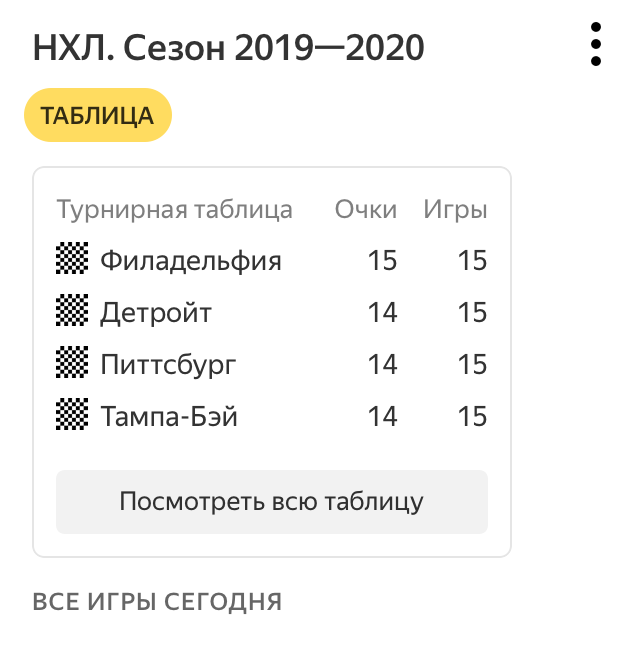 НХЛ. Сезон 2019—2020
ТАБЛИЦА
Турнирная таблица Очки Игры
Филадельфия 15 15
Детройт 14 15
Питтсбург 14 15
Тампа-Бэй 14 15
Посмотреть всю таблицу
ВСЕ ИГРЫ СЕГОДНЯ